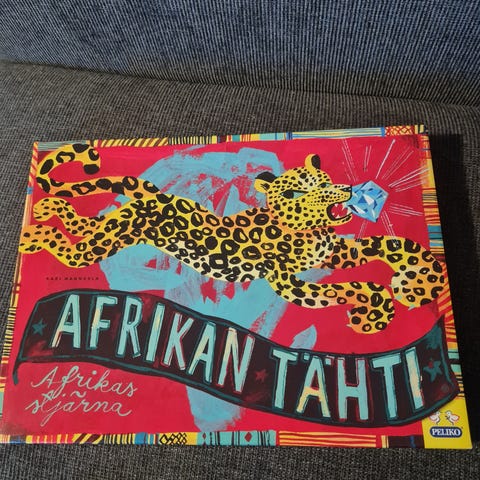 KARI MANNERLA
AFRIKAN TÄHTI
Afrikas
stjärna
PELIKO